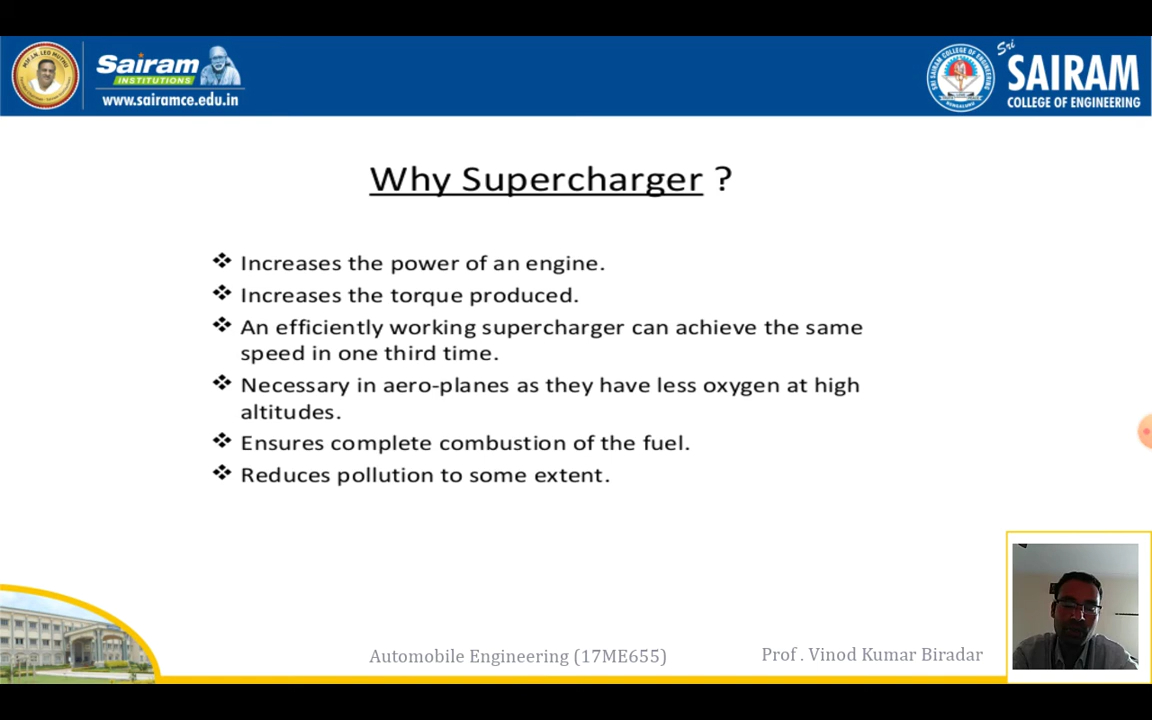 Sairam
INSTITUTIONS
www.sairamce.edu.in
Sri
SAIRAM
COLLEGE OF ENGINEERING
Why Supercharger ?
❖ Increases the power of an engine.
❖ Increases the torque produced.
❖ An efficiently working supercharger can achieve the same
speed in one third time.
❖ Necessary in aero-planes as they have less oxygen at high
altitudes.
❖ Ensures complete combustion of the fuel.
❖ Reduces pollution to some extent.
Automobile Engineering (17ME655)
Prof . Vinod Kumar Biradar